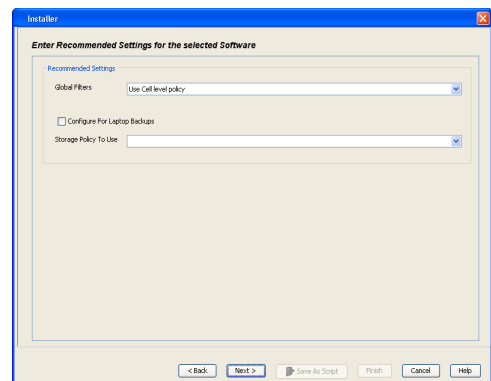 Installer
Enter Recommended Settings for the selected Software
Recommended Settings
Global Filters
Use Cell level policy
Configure For Laptop Backups
Storage Policy To Use
< Back
Next >
Save As Script
Finish
Cancel
Help